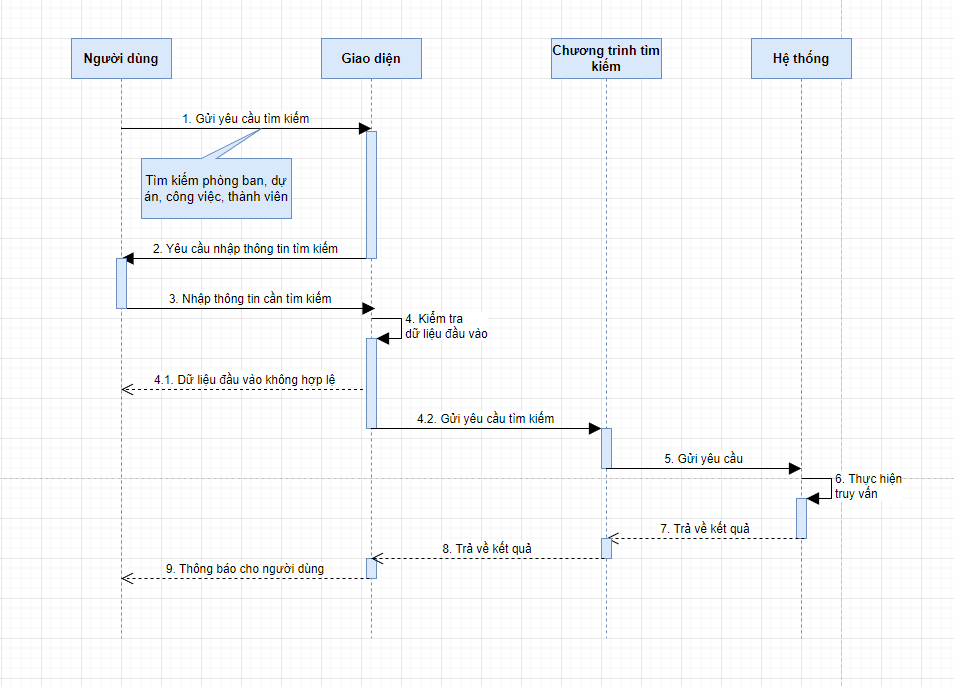 Người dùng
Giao diện
Chương trình tìm
kiếm
Hệ thống
1. Gửi yêu cầu tìm kiếm
Tìm kiếm phòng ban, dự
án, công việc, thành viên
2. Yêu cầu nhập thông tin tìm kiếm
3. Nhập thông tin cần tìm kiếm
4. Kiểm tra
dữ liệu đầu vào
4.1. Dữ liệu đầu vào không hợp lệ
4.2. Gửi yêu cầu tìm kiếm
5. Gửi yêu cầu
6. Thực hiện
truy vấn
7. Trả về kết quả
8. Trả về kết quả
9. Thông báo cho người dùng